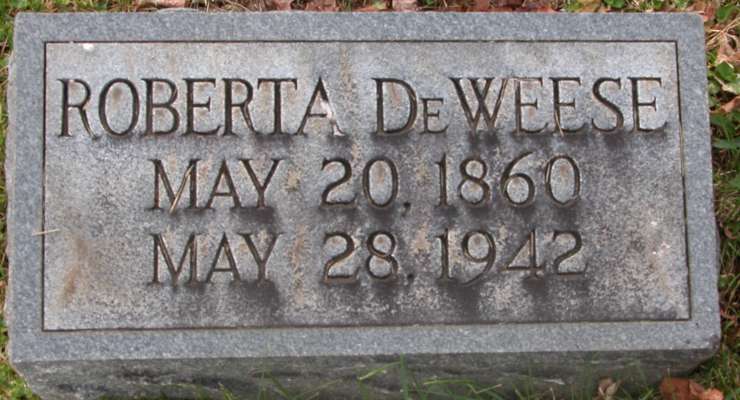 ROBERTA DEWEESE
MAY 20, 1860
MAY 28, 1942